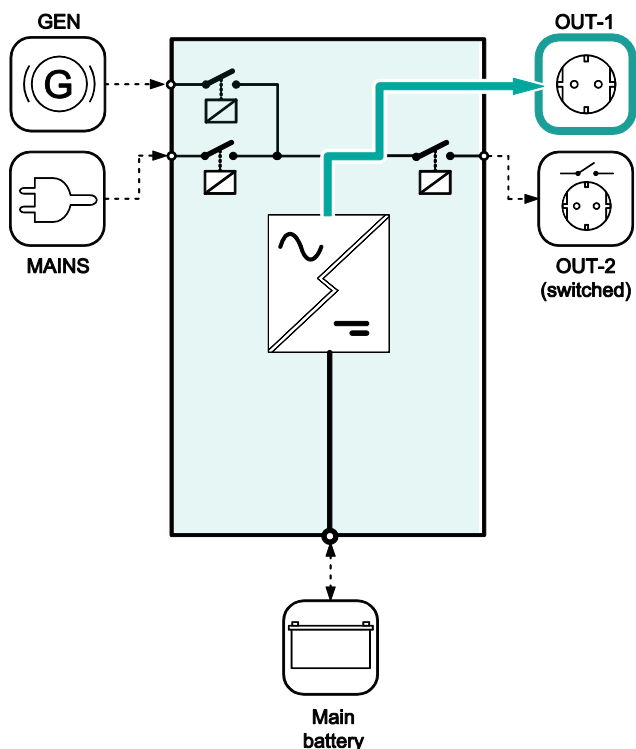 GEN
OUT-1
G
MAINS
OUT-2
(switched)
Main
battery